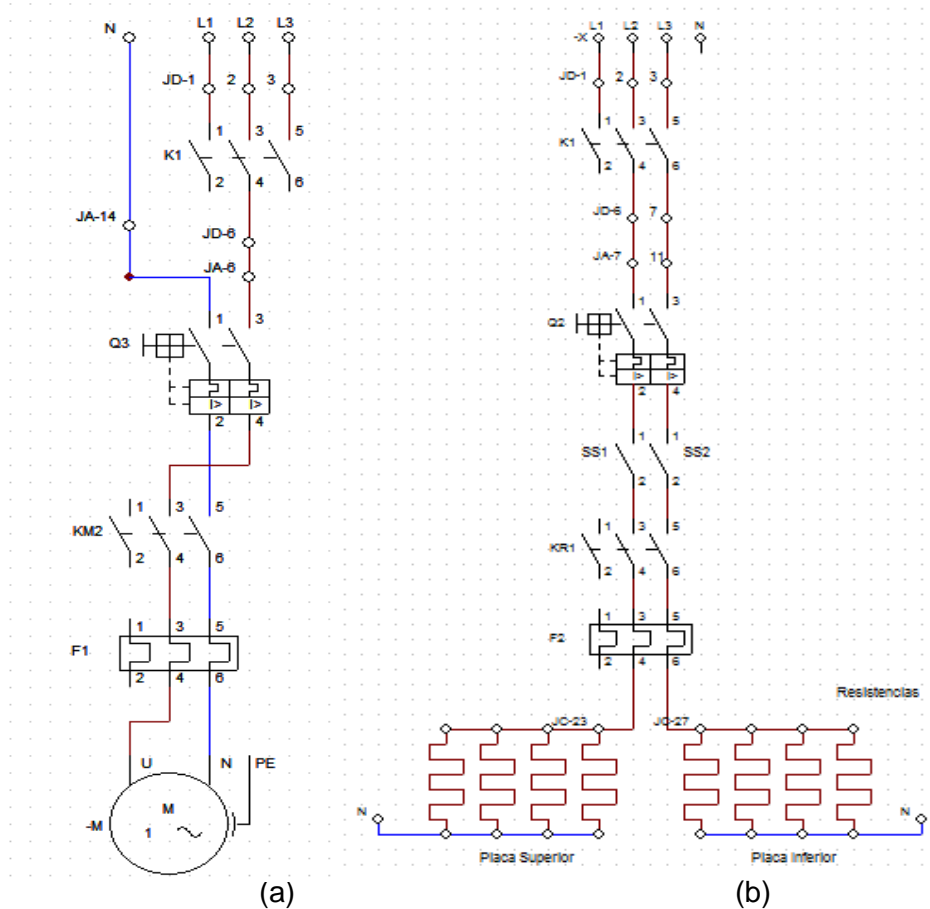 N L1 L2 L3
JD-1 2 3
1 3 5
K1
2 4 6
JA-14
JD-6
JA-6
1 3
Q3
I> I>
2 4
1 3 5
KM2
2 4 6
1 3 5
F1
2 4 6
U N PE
M
-M 1
(a)
L1 L2 L3 N
-X
JD-1 2 3
1 3 5
K1
2 4 6
JD-6 7
JA-7 11
1 3
Q2
I> I>
2 4
1 1
SS1 SS2
2 2
1 3 5
KR1
2 4 6
1 3 5
F2
2 4 6
Resistencias
JC-23 JC-27
N N
Placa Superior Placa Inferior
(b)